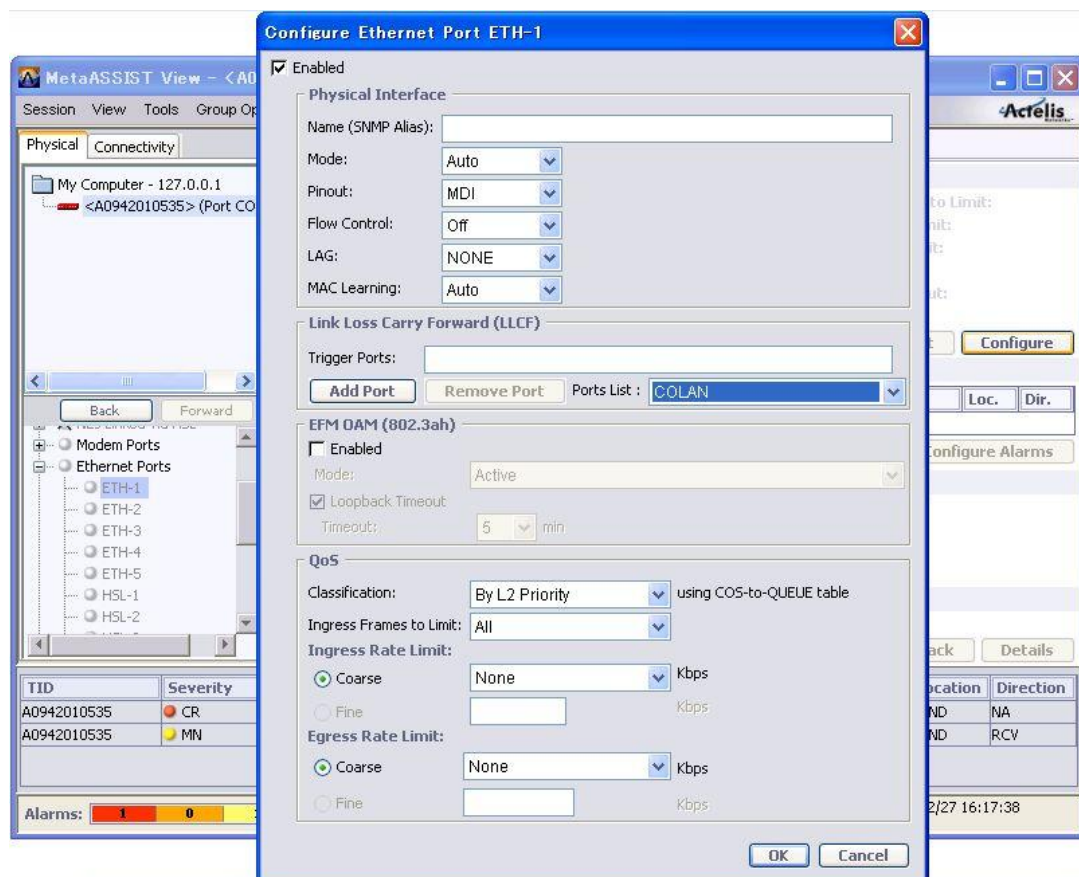 Configure Ethernet Port ETH-1
Enabled
Physical Interface
Name (SNMP Alias):
Mode: Auto
Pinout: MDI
Flow Control: Off
LAG: NONE
MAC Learning: Auto
Link Loss Carry Forward (LLCF)
Trigger Ports:
Add Port Remove Port Ports List : COLAN
EFM OAM (802.3ah)
Enabled
Mode: Active
Loopback Timeout
Timeout: 5 min
QoS
Classification: By L2 Priority using COS-to-QUEUE table
Ingress Frames to Limit: All
Ingress Rate Limit:
Coarse None Kbps
Fine Kbps
Egress Rate Limit:
Coarse None Kbps
Fine Kbps
OK Cancel
MetaASSIST View - <A0
Session View Tools Group Op
Actelis
Physical Connectivity
My Computer - 127.0.0.1
<A0942010535> (Port CO
to Limit:
Configure
Back Forward
Loc. Dir.
Modem Ports
Configure Alarms
Ethernet Ports
ETH-1
ETH-2
ETH-3
ETH-4
ETH-5
HSL-1
HSL-2
ack Details
TID Severity ocation Direction
A0942010535 CR ND NA
A0942010535 MN ND RCV
Alarms: 1 0
2/27 16:17:38